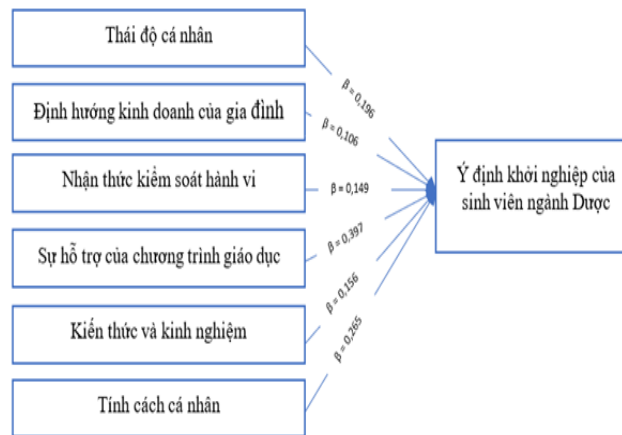 Thái độ cá nhân
β = 0,196
Định hướng kinh doanh của gia đình
β = 0,106
Nhận thức kiểm soát hành vi
β = 0,149
Ý định khởi nghiệp của
sinh viên ngành Dược
Sự hỗ trợ của chương trình giáo dục
β = 0,397
Kiến thức và kinh nghiệm
β = 0,156
Tính cách cá nhân
β = 0,265